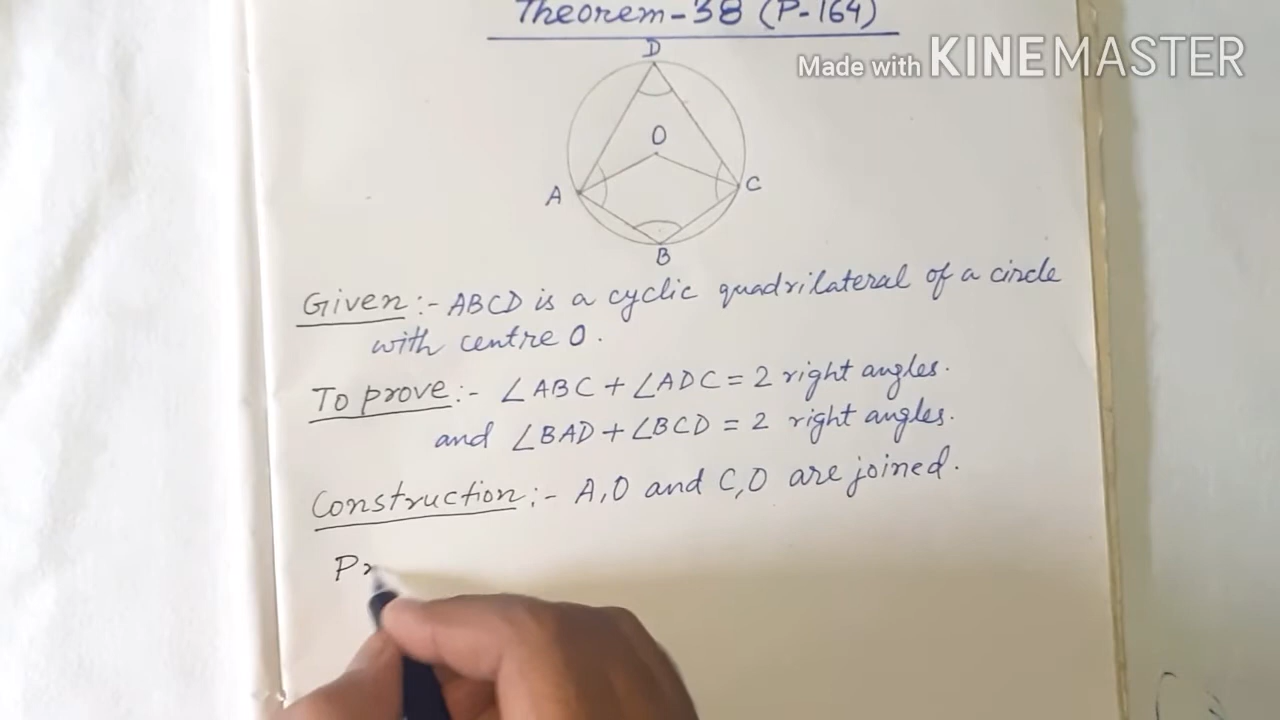 Theorem-38 (P-164)
Made with KINEMASTER
D
O
A
C
B
Given:- ABCD is a cyclic quadrilateral of a circle
with centre O.
To prove:- ∠ABC + ∠ADC = 2 right angles.
and ∠BAD + ∠BCD = 2 right angles.
Construction:- A,O and C,O are joined.
Pr